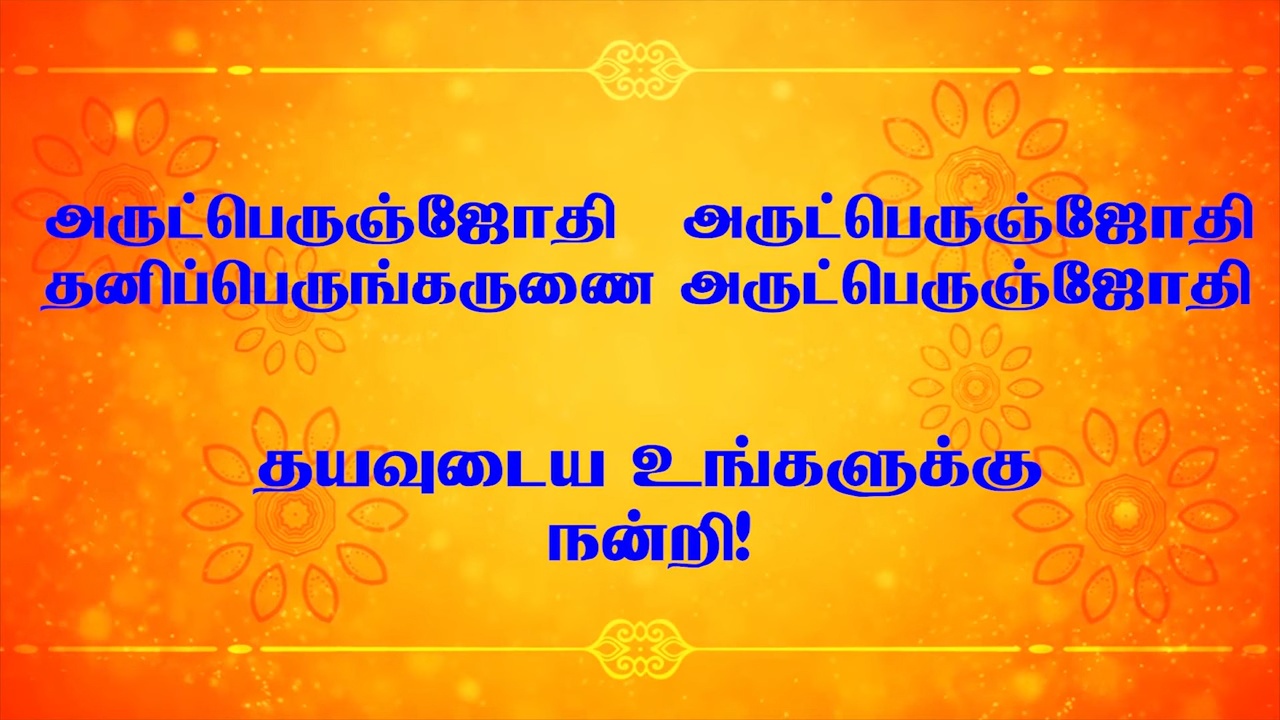 அருட்பெருஞ்ஜோதி அருட்பெருஞ்ஜோதி
தனிப்பெருங்கருணை அருட்பெருஞ்ஜோதி
தயவுடைய உங்களுக்கு
நன்றி!